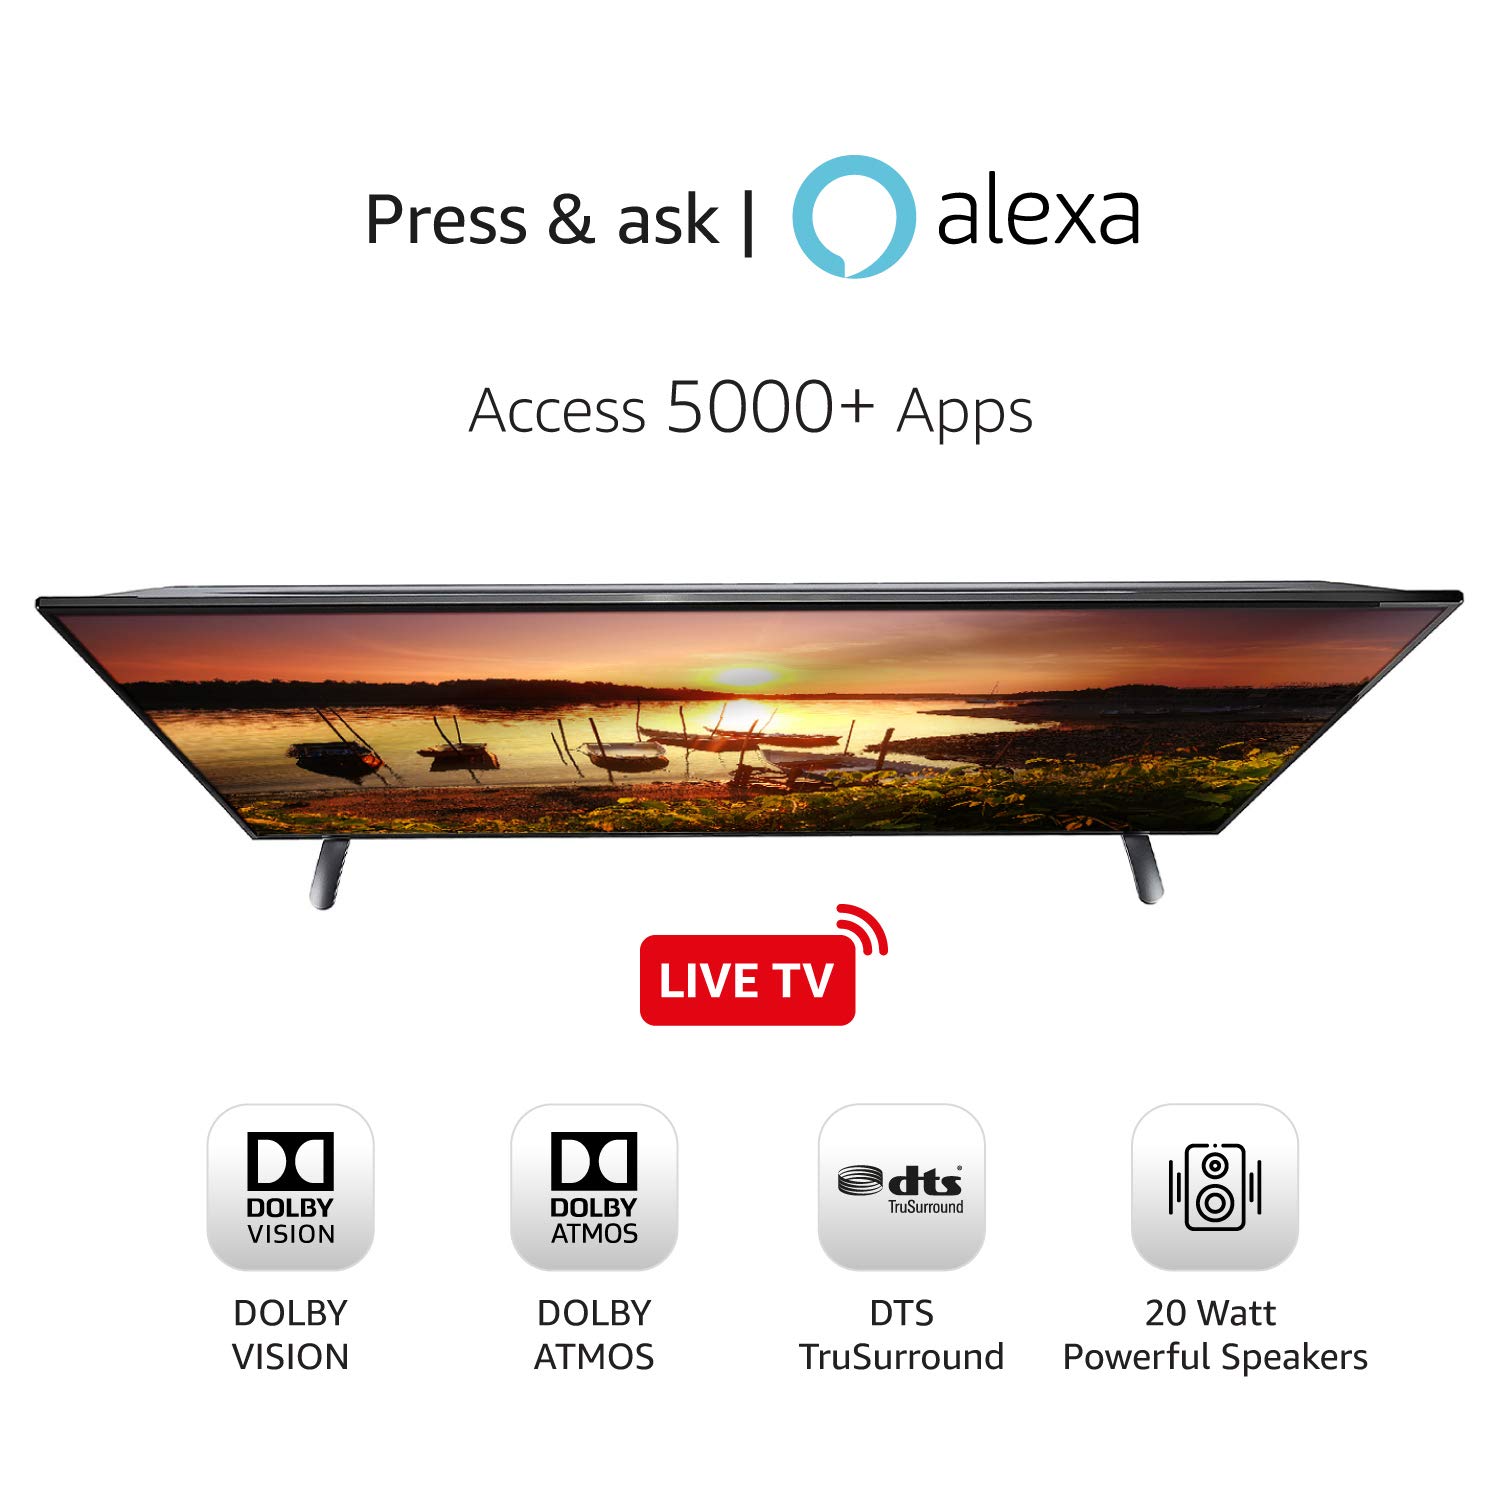 Press & ask | alexa
Access 5000+ Apps
LIVE TV
DOLBY
VISION
DOLBY
ATMOS
dts
TruSurround
DOLBY
VISION
DOLBY
ATMOS
DTS
TruSurround
20 Watt
Powerful Speakers